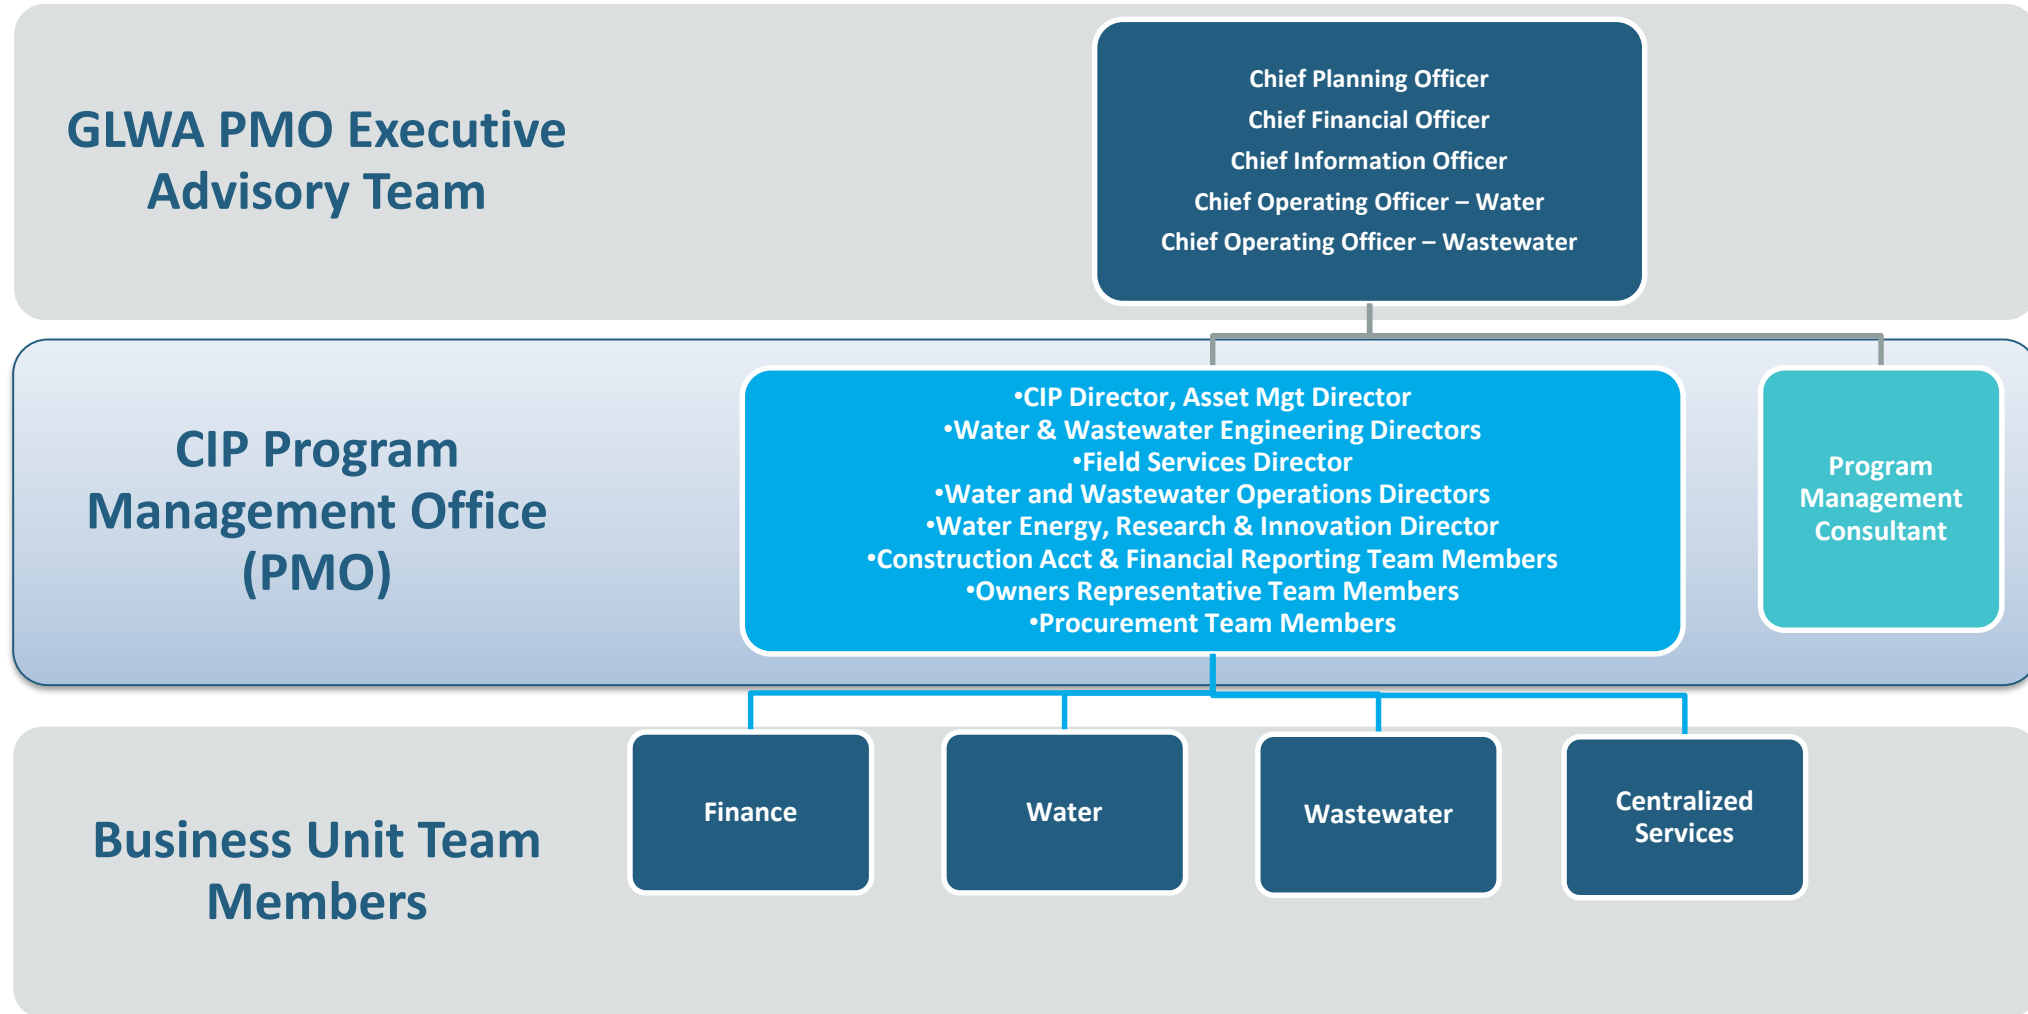 GLWA PMO Executive
Advisory Team
Chief Planning Officer
Chief Financial Officer
Chief Information Officer
Chief Operating Officer – Water
Chief Operating Officer – Wastewater
CIP Program
Management Office
(PMO)
•CIP Director, Asset Mgt Director
•Water & Wastewater Engineering Directors
•Field Services Director
•Water and Wastewater Operations Directors
•Water Energy, Research & Innovation Director
•Construction Acct & Financial Reporting Team Members
•Owners Representative Team Members
•Procurement Team Members
Program
Management
Consultant
Business Unit Team
Members
Finance
Water
Wastewater
Centralized
Services